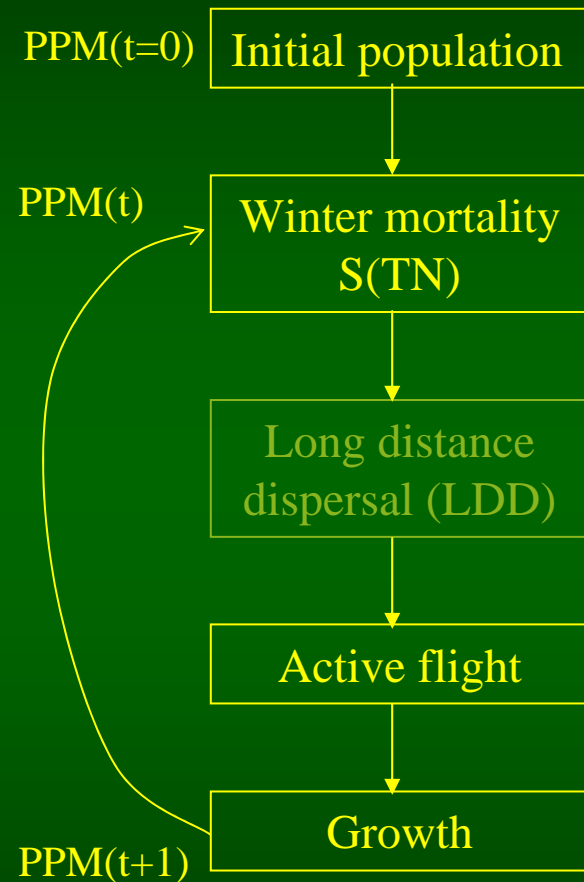 PPM(t=0)
Initial population
PPM(t)
Winter mortality
S(TN)
Long distance
dispersal (LDD)
Active flight
Growth
PPM(t+1)